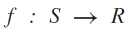 f : S → R